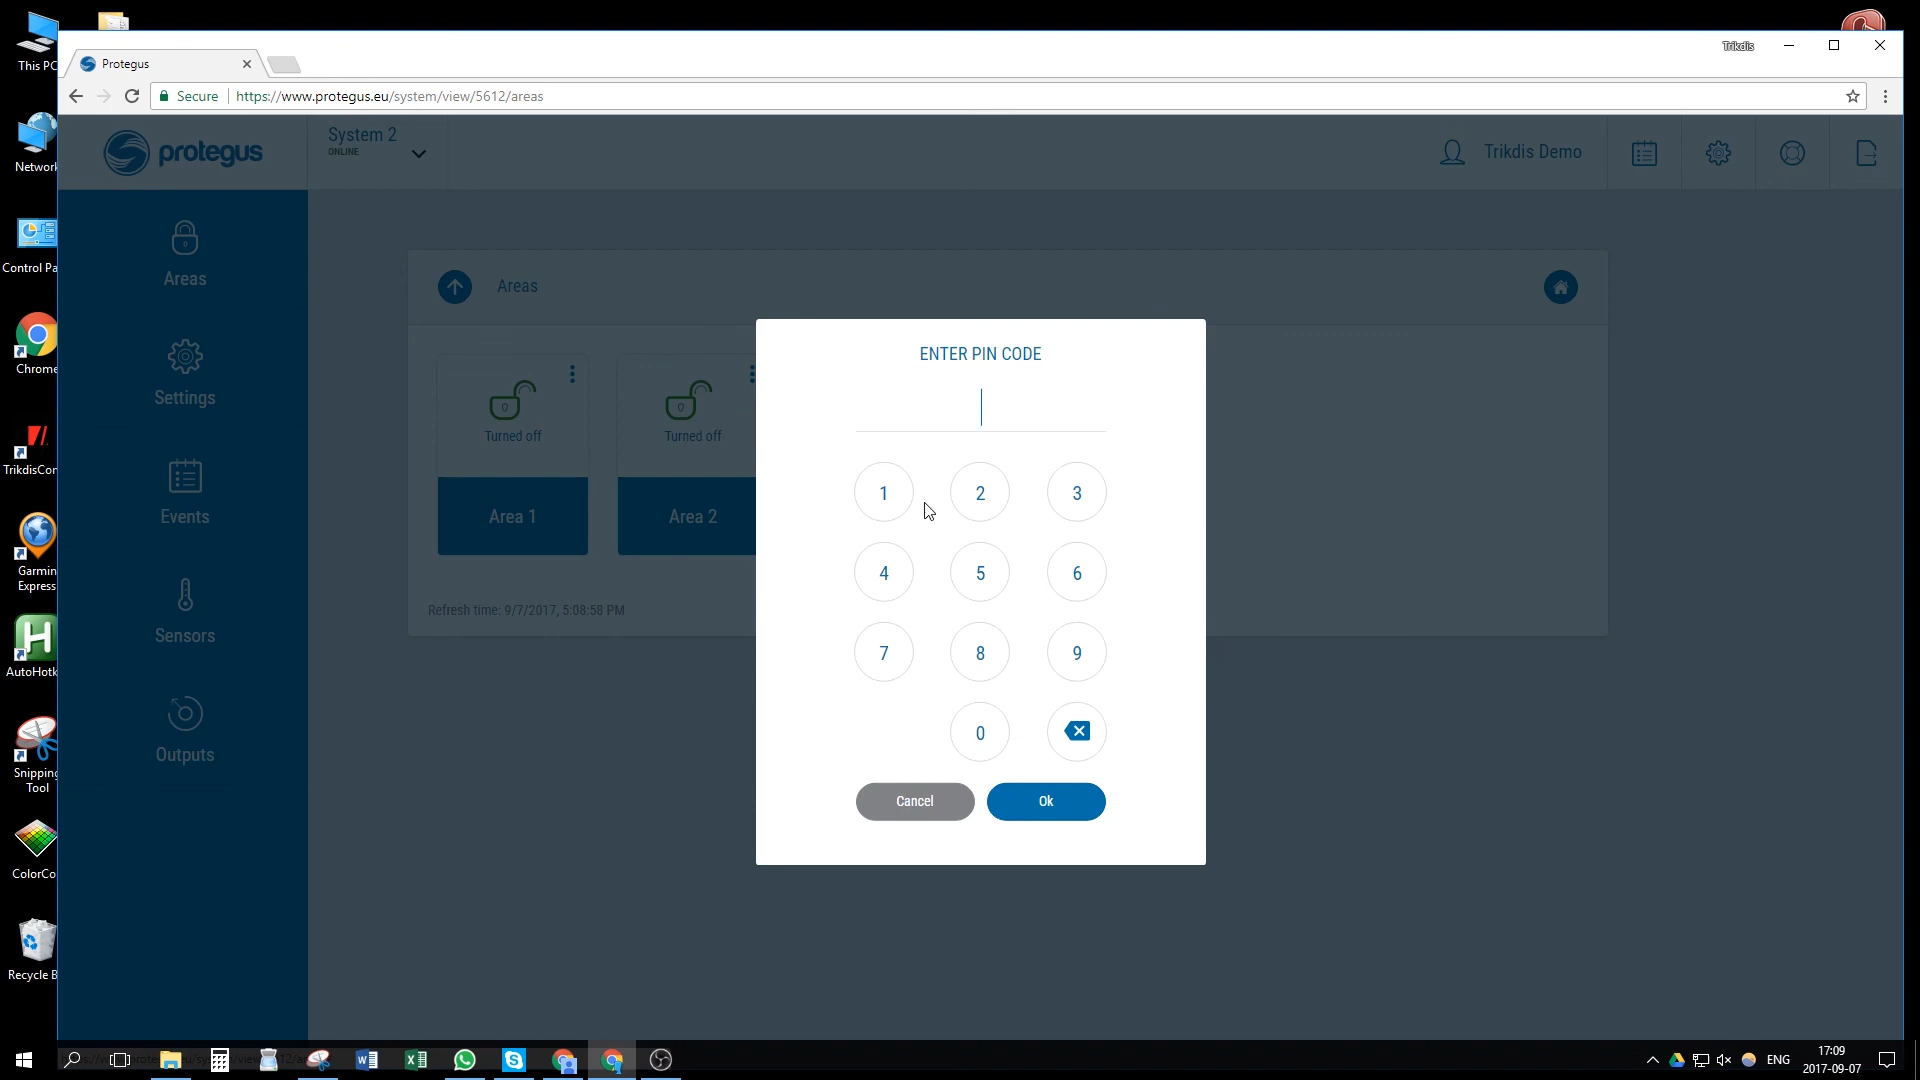 This PC
Protegus
Trikdis
Secure
https://www.protegus.eu/system/view/5612/areas
protegus
System 2
ONLINE
Trikdis Demo
Network
Areas
Settings
Events
Sensors
Outputs
Areas
Turned off
Area 1
Turned off
Area 2
Refresh time: 9/7/2017, 5:08:58 PM
ENTER PIN CODE
1 2 3
4 5 6
7 8 9
0
Cancel Ok
Control Pa
Chrome
TrikdisCon
Garmin
Express
AutoHotk
Snipping
Tool
ColorCo
Recycle B
ENG
17:09
2017-09-07